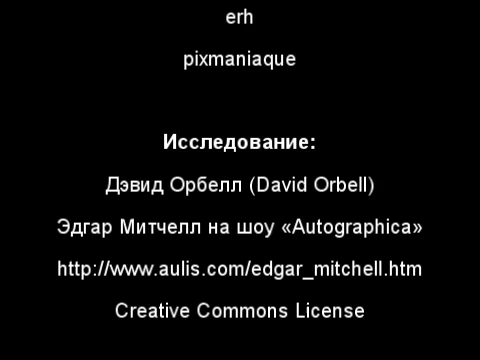 erh
pixmaniaque
Исследование:
Дэвид Орбелл (David Orbell)
Эдгар Митчелл на шоу «Autographica»
http://www.aulis.com/edgar_mitchell.htm
Creative Commons License